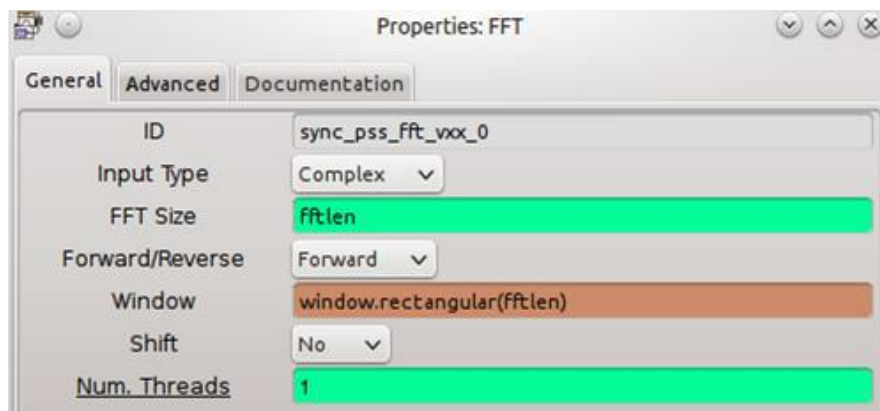 Properties: FFT
General Advanced Documentation
ID sync_pss_fft_vxx_0
Input Type Complex
FFT Size fftlen
Forward/Reverse Forward
Window window.rectangular(fftlen)
Shift No
Num. Threads 1